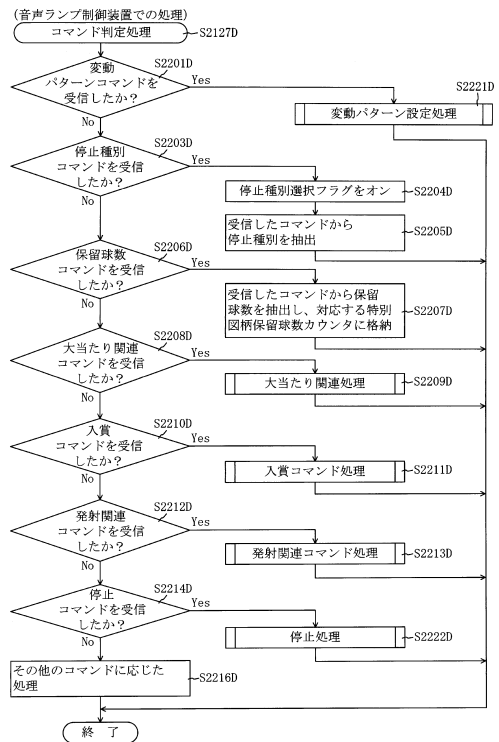 (音声ランプ制御装置での処理)
コマンド判定処理
S2127D
変動
パターンコマンドを
受信したか？
S2201D
Yes
No
S2221D
変動パターン設定処理
停止種別
コマンドを受信
したか？
S2203D
Yes
No
停止種別選択フラグをオン
S2204D
受信したコマンドから
停止種別を抽出
S2205D
保留球数
コマンドを受信
したか？
S2206D
Yes
No
受信したコマンドから保留
球数を抽出し、対応する特別
図柄保留球数カウンタに格納
S2207D
大当たり関連
コマンドを受信
したか？
S2208D
Yes
No
大当たり関連処理
S2209D
入賞
コマンドを受信
したか？
S2210D
Yes
No
入賞コマンド処理
S2211D
発射関連
コマンドを受信
したか？
S2212D
Yes
No
発射関連コマンド処理
S2213D
停止
コマンドを受信
したか？
S2214D
Yes
No
停止処理
S2222D
その他のコマンドに応じた
処理
S2216D
終 了